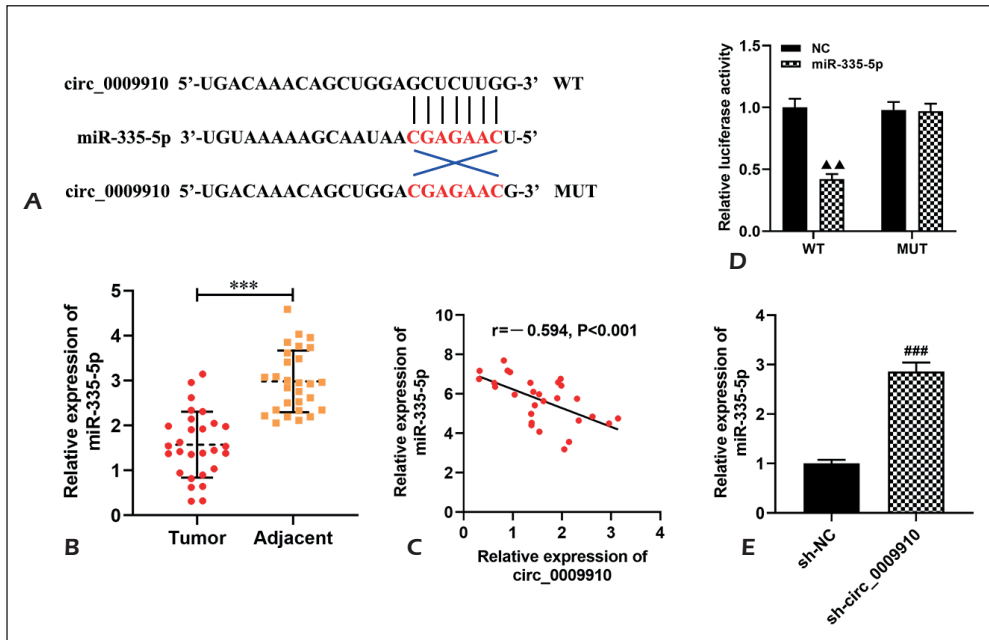 circ_0009910 5’-UGACAAACAGCUGGAGCUCUUGG-3’ WT
miR-335-5p 3’-UGUAAAAAGCAAUAACGAGAACU-5’
circ_0009910 5’-UGACAAACAGCUGGACGAGAACG-3’ MUT
A
Relative luciferase activity
1.5
1.0
0.5
0.0
NC
miR-335-5p
▲▲
WT
MUT
D
Relative expression of
miR-335-5p
5
4
3
2
1
0
***
Tumor
Adjacent
B
Relative expression of
miR-335-5p
10
8
6
4
2
0
r=−0.594, P<0.001
0
1
2
3
4
Relative expression of
circ_0009910
C
Relative expression of
miR-335-5p
4
3
2
1
0
###
sh-NC
sh-circ_0009910
E